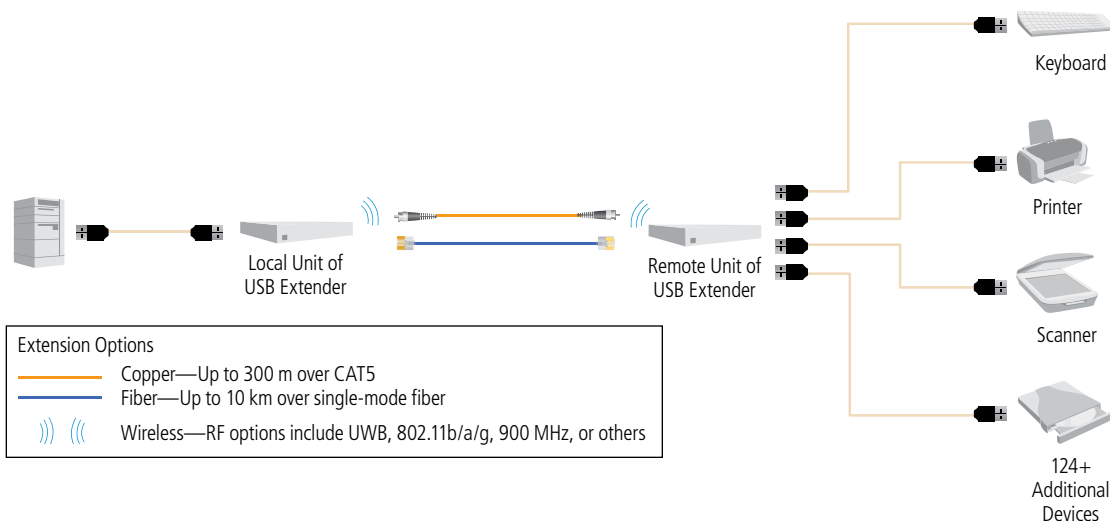 Keyboard
Printer
Local Unit of
USB Extender
Remote Unit of
USB Extender
Scanner
Extension Options
Copper—Up to 300 m over CAT5
Fiber—Up to 10 km over single-mode fiber
Wireless—RF options include UWB, 802.11b/a/g, 900 MHz, or others
124+
Additional
Devices